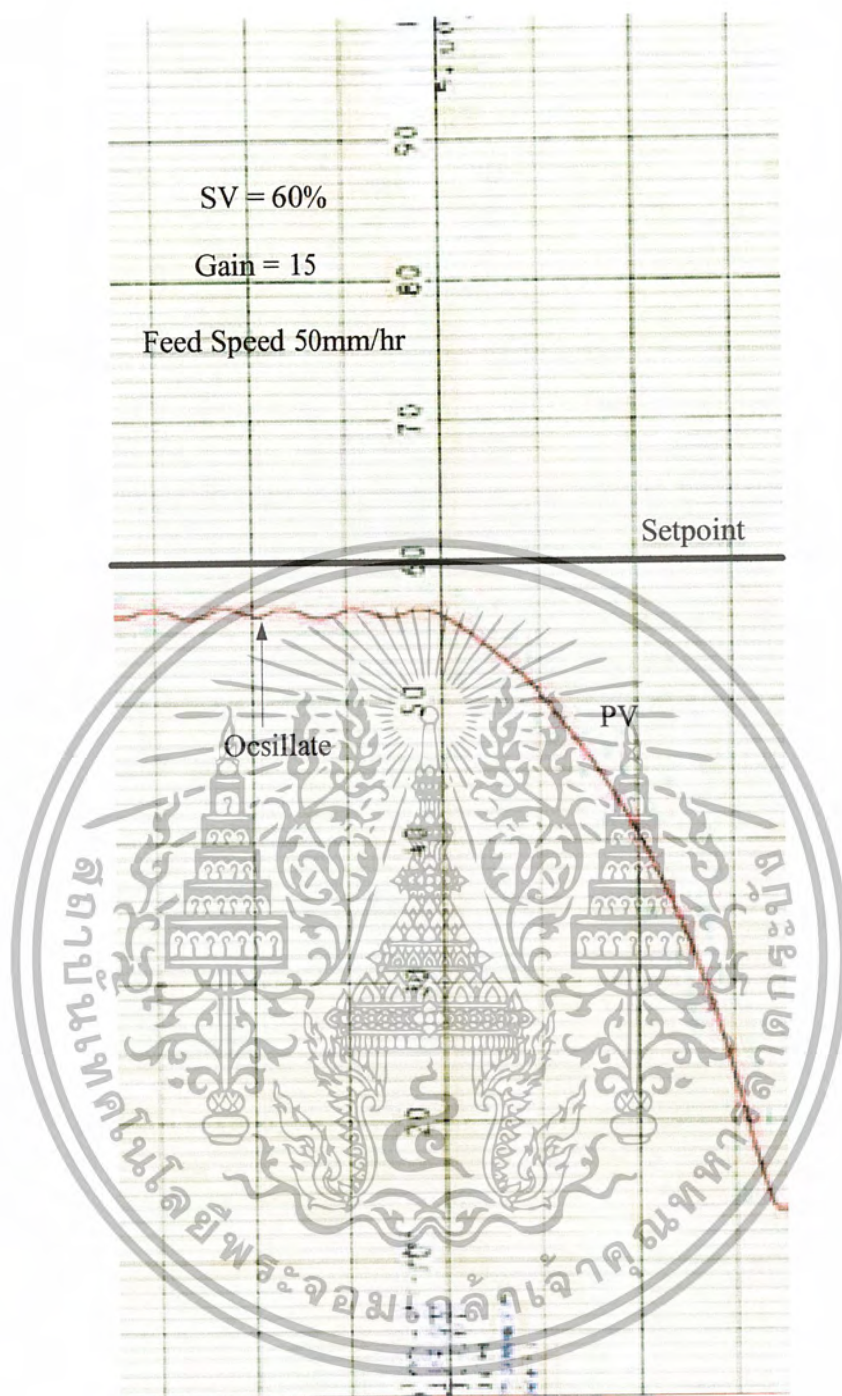 90
SV = 60%
Gain = 15
80
Feed Speed 50mm/hr
70
Setpoint
60
50
PV
Ocsillate
40
30
20
10
สถาบันเทคโนโลยีพระจอมเกล้าเจ้าคุณทหารลาดกระบัง